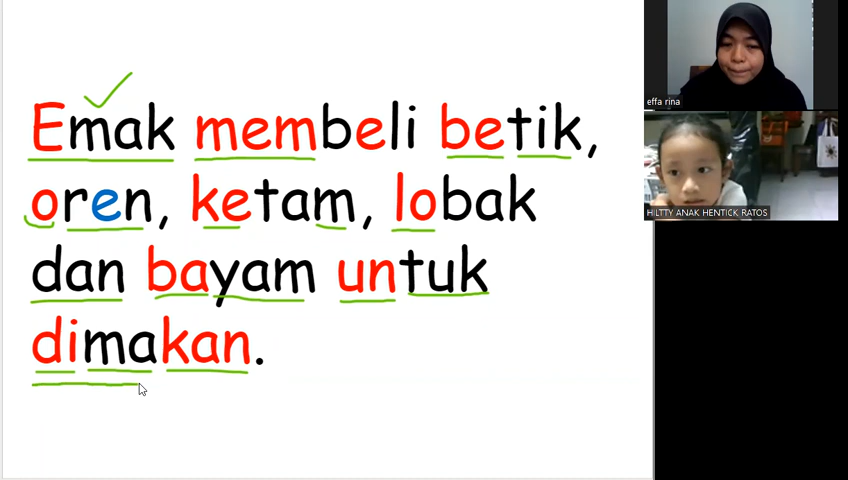 Emak membeli betik,
oren, ketam, lobak
dan bayam untuk
dimakan.
effa rina
HILTTY ANAK HENTICK RATOS